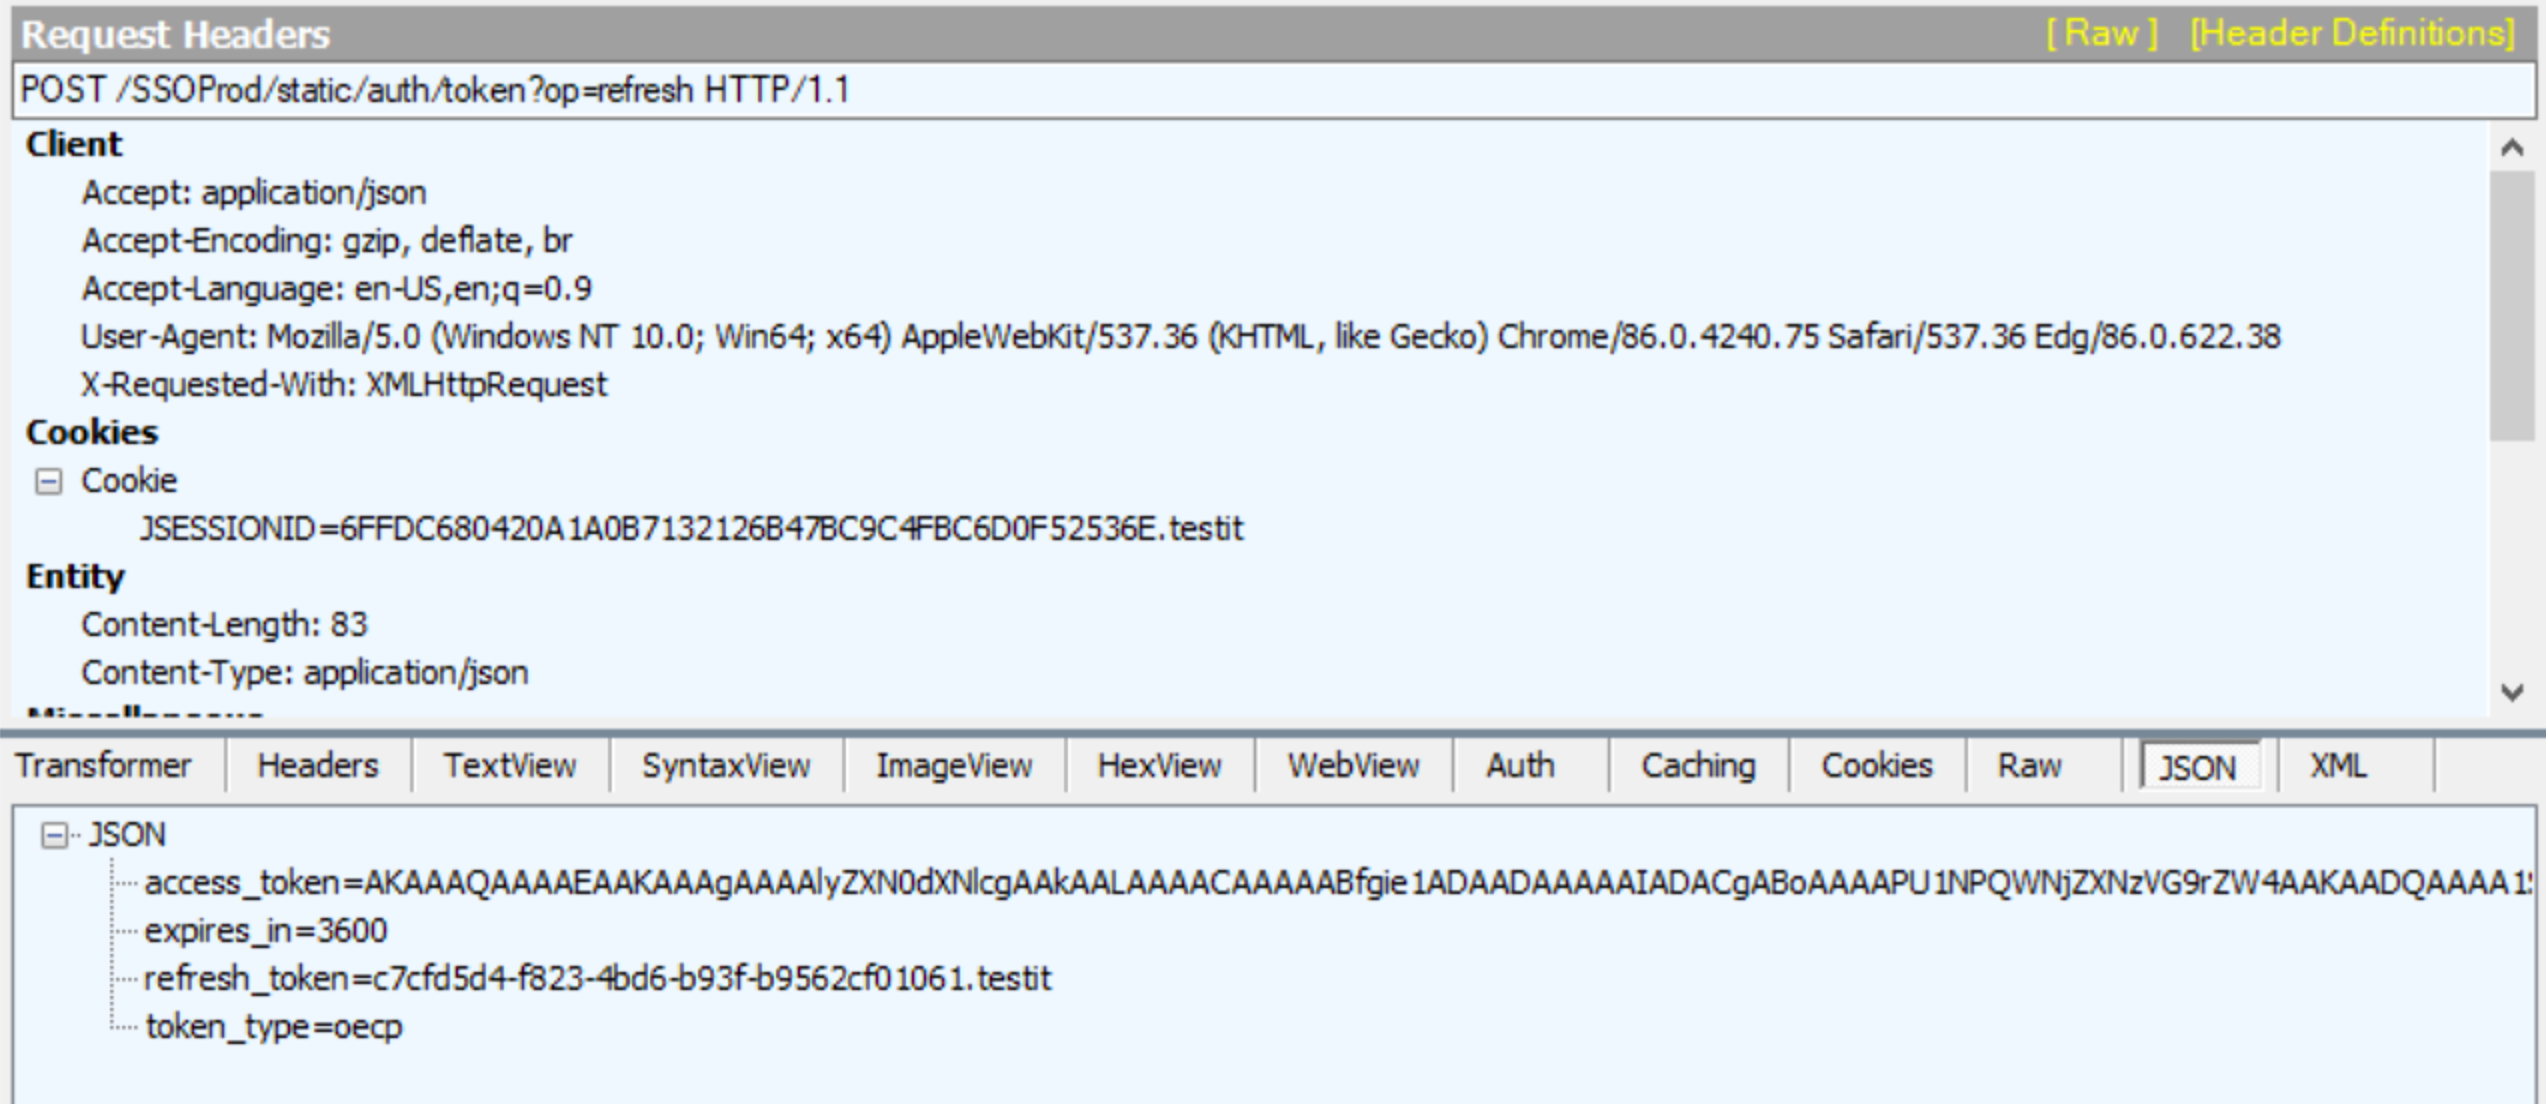 Request Headers [ Raw ] [Header Definitions]
POST /SSOProd/static/auth/token?op=refresh HTTP/1.1
Client
Accept: application/json
Accept-Encoding: gzip, deflate, br
Accept-Language: en-US,en;q=0.9
User-Agent: Mozilla/5.0 (Windows NT 10.0; Win64; x64) AppleWebKit/537.36 (KHTML, like Gecko) Chrome/86.0.4240.75 Safari/537.36 Edg/86.0.622.38
X-Requested-With: XMLHttpRequest
Cookies
Cookie
JSESSIONID=6FFDC680420A1A0B7132126B47BC9C4FBC6D0F52536E.testit
Entity
Content-Length: 83
Content-Type: application/json
Transformer Headers TextView SyntaxView ImageView HexView WebView Auth Caching Cookies Raw JSON XML
JSON
access_token=AKAAAQAAAAEAAKAAAgAAAAlyZXN0dXNlcgAAkAALAAAACAAAAABfgie1ADAADAAAAAIADACgABoAAAAPU1NPQWNjZXNzVG9rZW4AAKAADQAAAA1
expires_in=3600
refresh_token=c7cfd5d4-f823-4bd6-b93f-b9562cf01061.testit
token_type=oecp